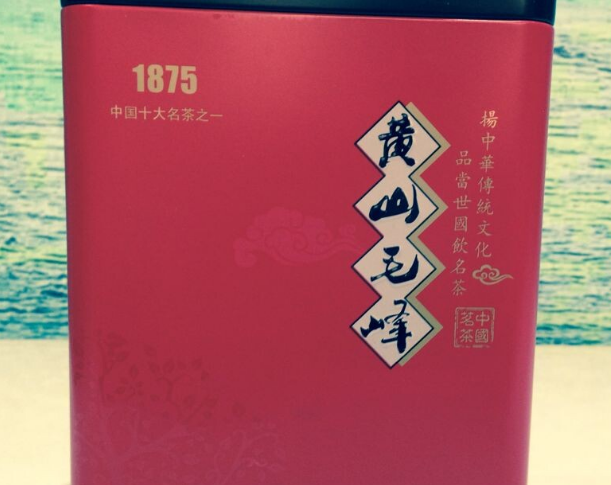 1875
中国十大名茶之一
黄山毛峰
揚中華傳統文化
品當世國飲名茶
中國
茗茶